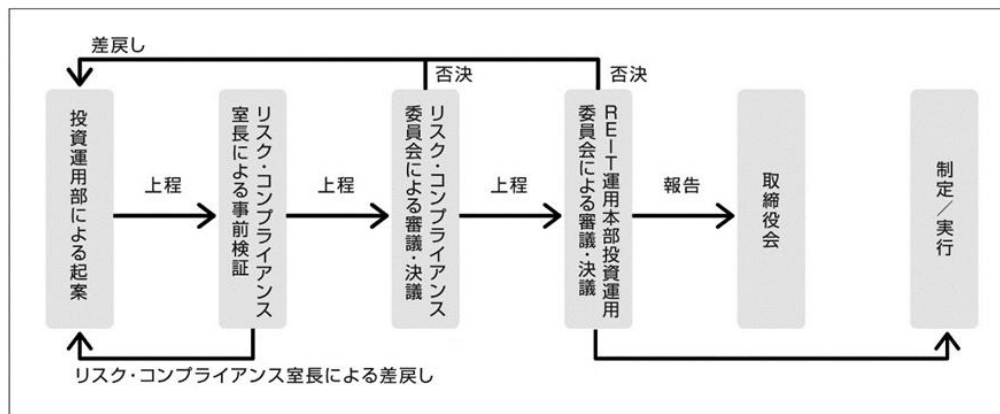 差戻し
否決
否決
投資運用部による起案
上程
リスク・コンプライアンス
室長による事前検証
上程
リスク・コンプライアンス
委員会による審議・決議
上程
REIT運用本部投資運用
委員会による審議・決議
報告
取締役会
制定／実行
リスク・コンプライアンス室長による差戻し